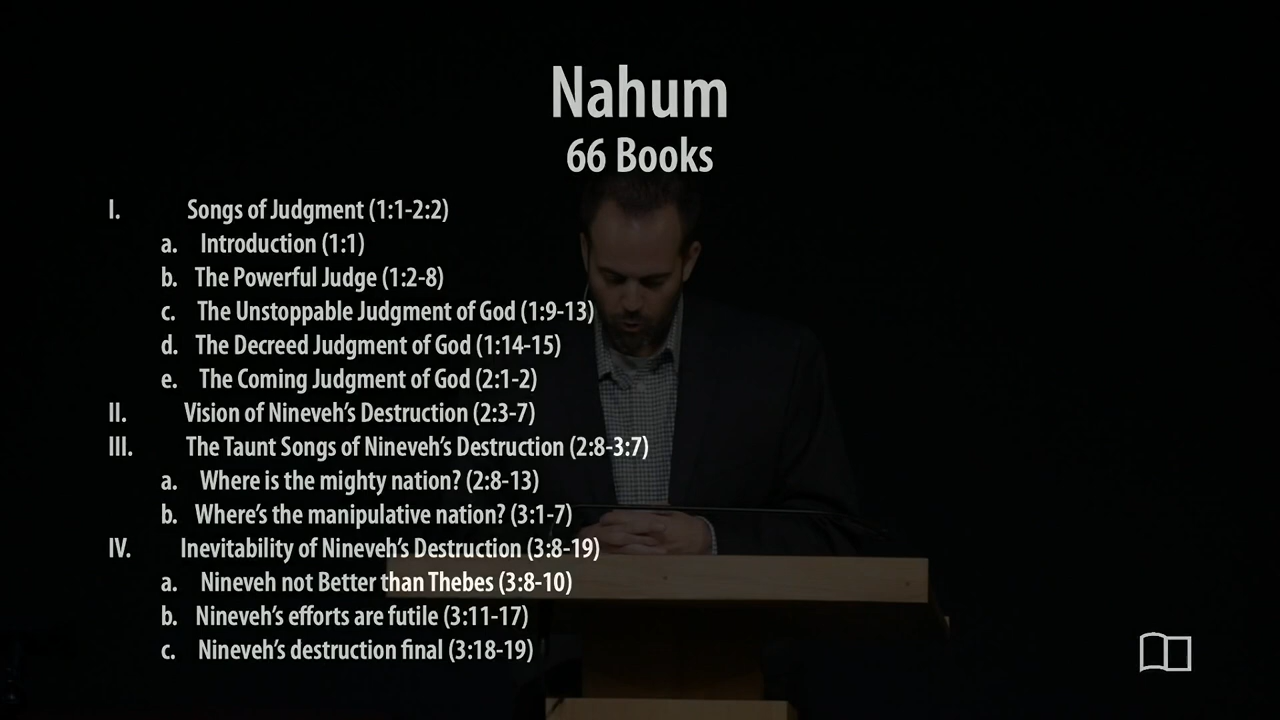 Nahum
66 Books
I. Songs of Judgment (1:1-2:2)
a. Introduction (1:1)
b. The Powerful Judge (1:2-8)
c. The Unstoppable Judgment of God (1:9-13)
d. The Decreed Judgment of God (1:14-15)
e. The Coming Judgment of God (2:1-2)
II. Vision of Nineveh's Destruction (2:3-7)
III. The Taunt Songs of Nineveh's Destruction (2:8-3:7)
a. Where is the mighty nation? (2:8-13)
b. Where's the manipulative nation? (3:1-7)
IV. Inevitability of Nineveh's Destruction (3:8-19)
a. Nineveh not Better than Thebes (3:8-10)
b. Nineveh's efforts are futile (3:11-17)
c. Nineveh's destruction final (3:18-19)